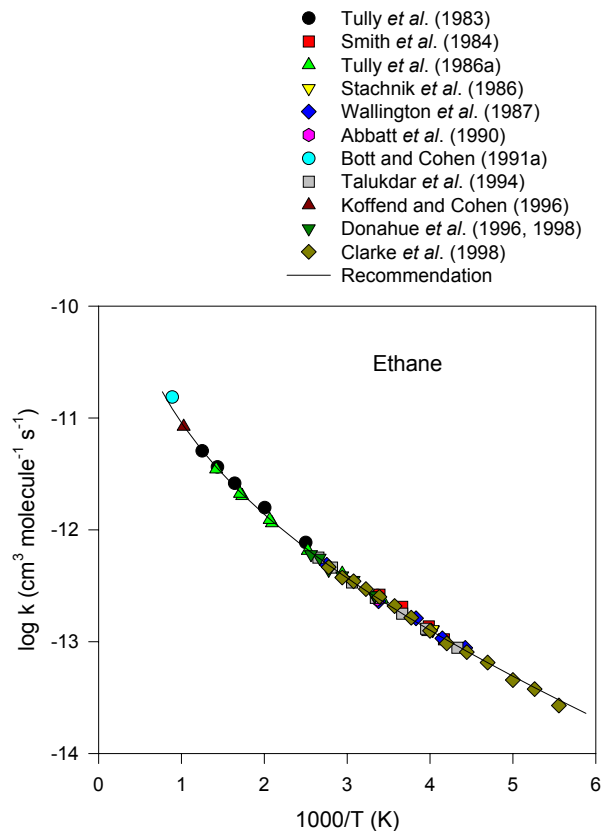 Tully et al. (1983)
Smith et al. (1984)
Tully et al. (1986a)
Stachnik et al. (1986)
Wallington et al. (1987)
Abbatt et al. (1990)
Bott and Cohen (1991a)
Talukdar et al. (1994)
Koffend and Cohen (1996)
Donahue et al. (1996, 1998)
Clarke et al. (1998)
Recommendation
Ethane
log k (cm³ molecule⁻¹ s⁻¹)
-10
-11
-12
-13
-14
0 1 2 3 4 5 6
1000/T (K)